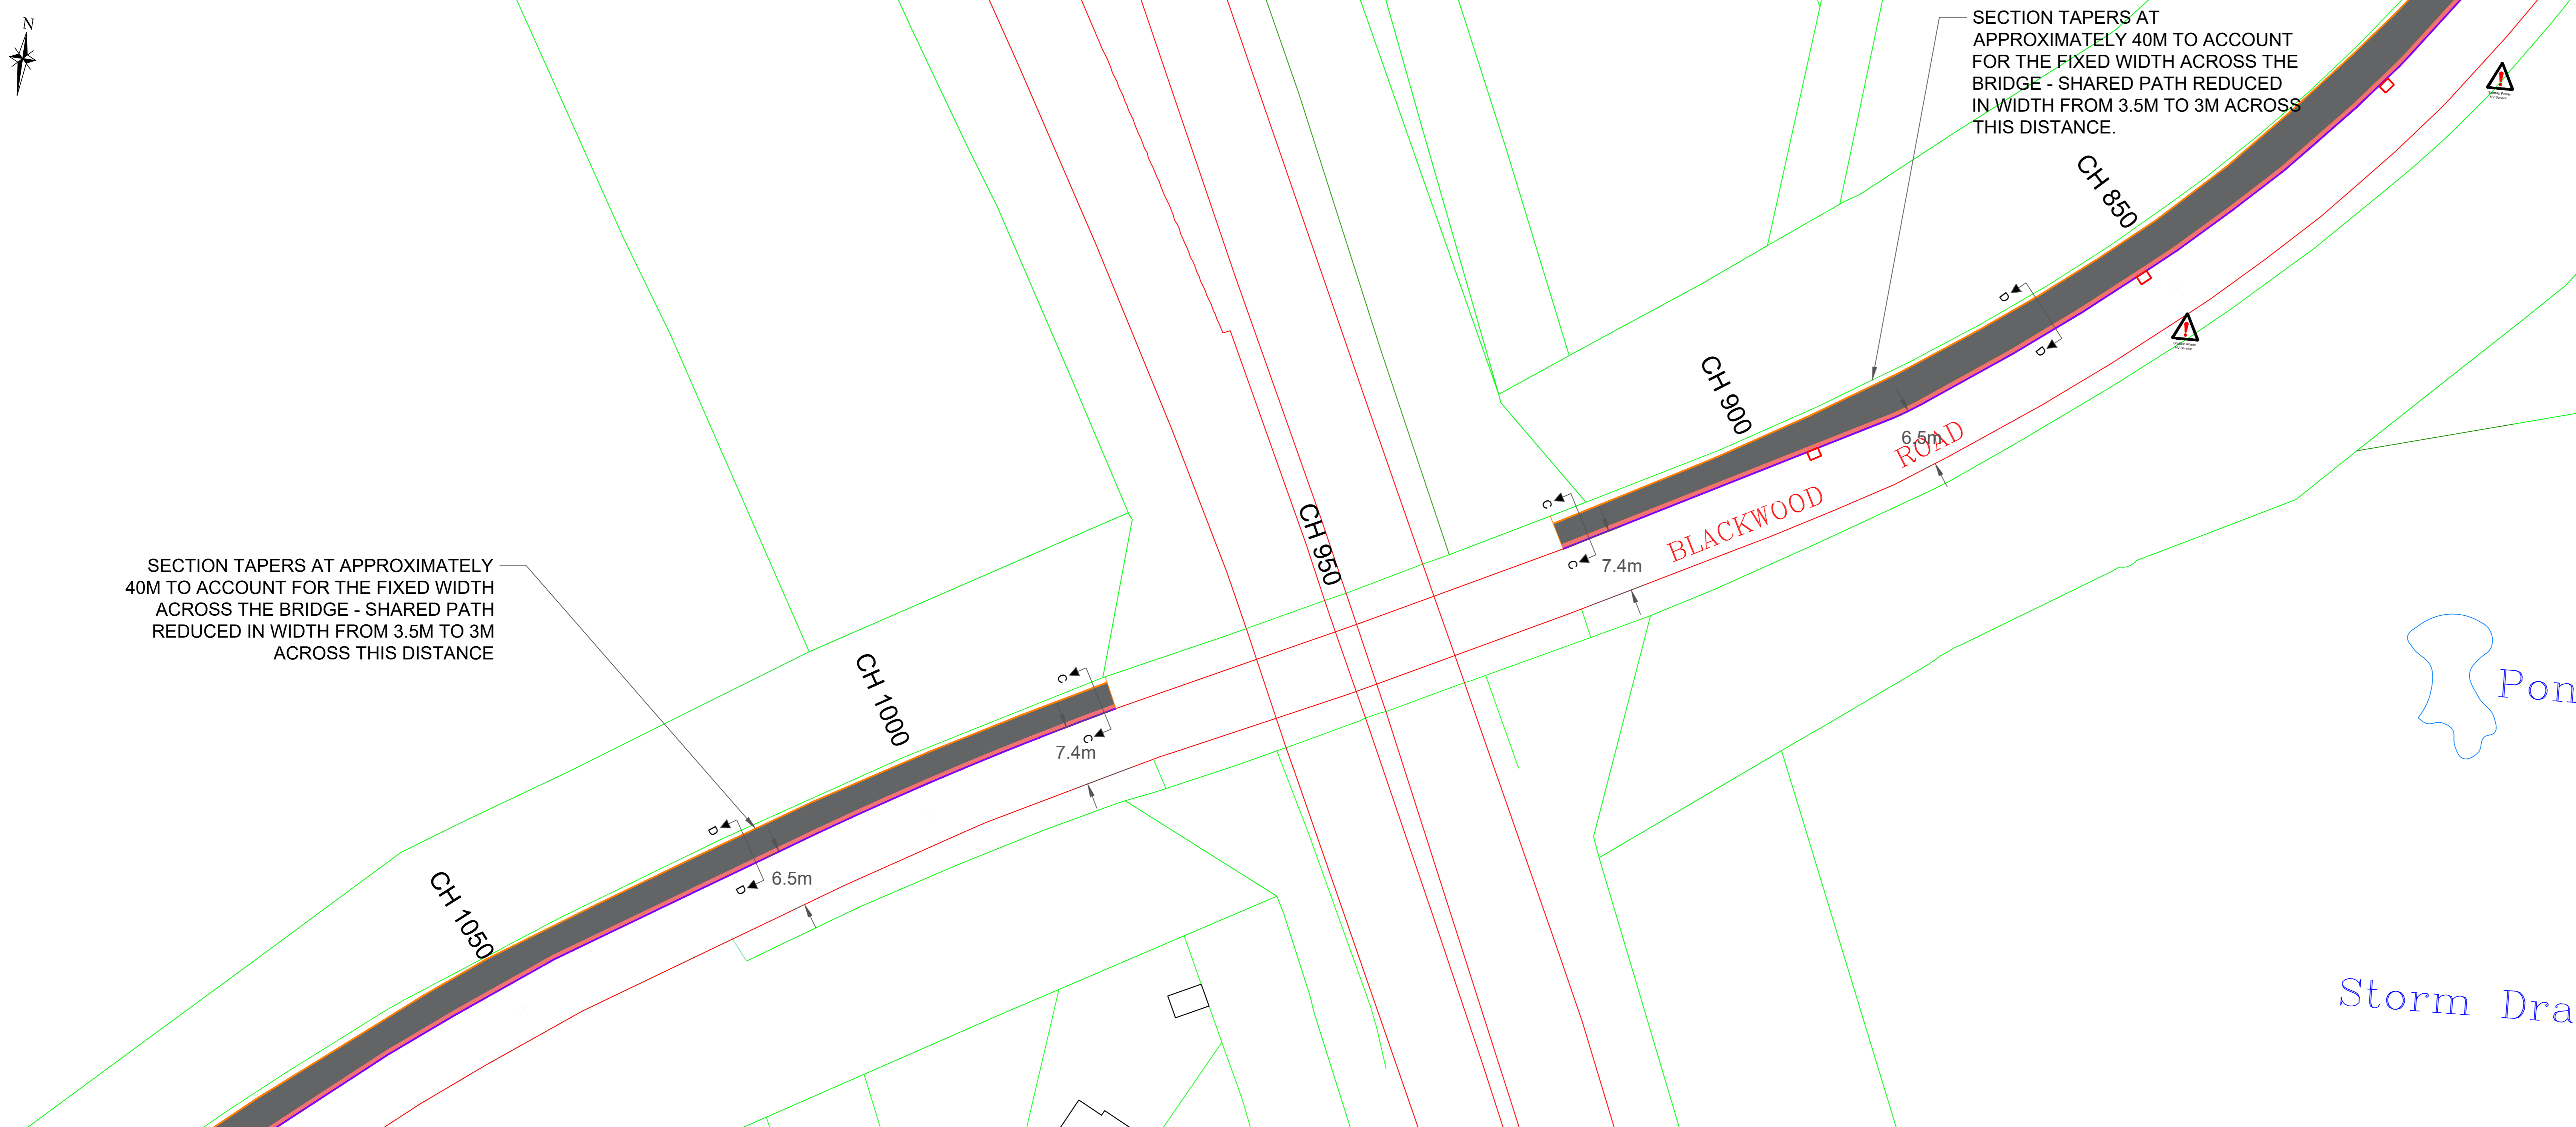 N
SECTION TAPERS AT
APPROXIMATELY 40M TO ACCOUNT
FOR THE FIXED WIDTH ACROSS THE
BRIDGE - SHARED PATH REDUCED
IN WIDTH FROM 3.5M TO 3M ACROSS
THIS DISTANCE.
CH 850
D
D
CH 900
6.5m
ROAD
BLACKWOOD
C
C
7.4m
CH 950
SECTION TAPERS AT APPROXIMATELY
40M TO ACCOUNT FOR THE FIXED WIDTH
ACROSS THE BRIDGE - SHARED PATH
REDUCED IN WIDTH FROM 3.5M TO 3M
ACROSS THIS DISTANCE
CH 1000
C
C
7.4m
D
D
6.5m
CH 1050
Pon
Storm Dra